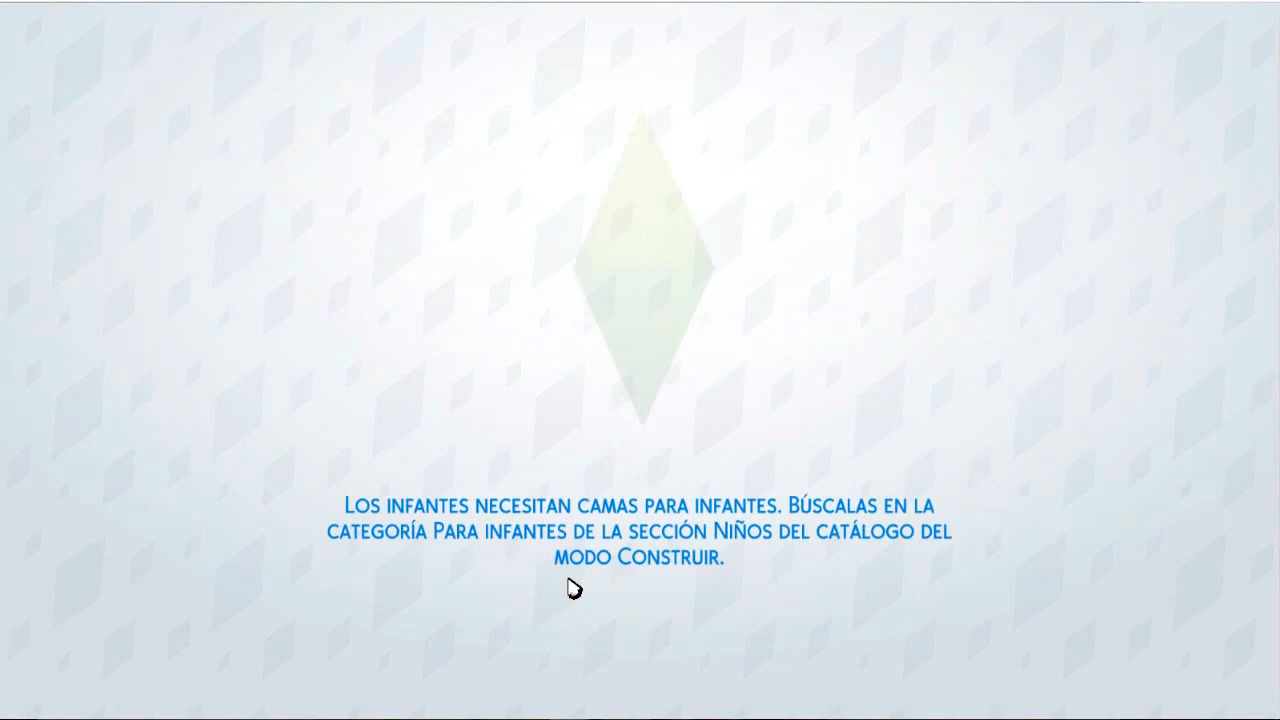 Los infantes necesitan camas para infantes. Búscalas en la
categoría Para infantes de la sección Niños del catálogo del
modo Construir.